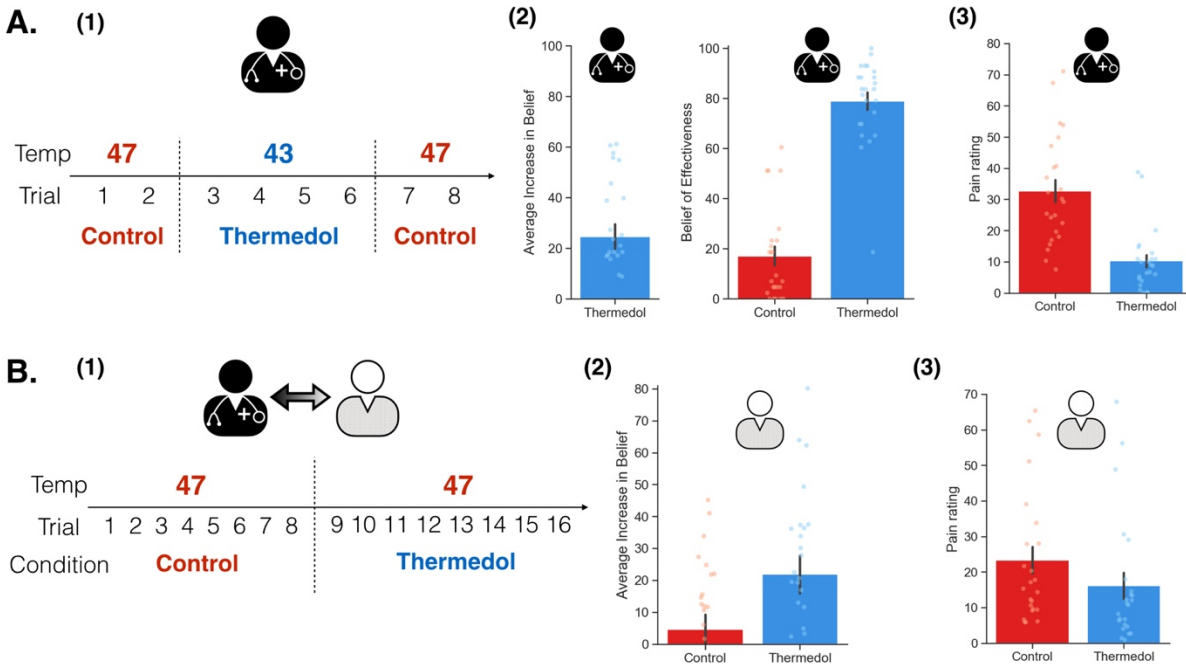 A.
(1)
Temp 47 43 47
Trial 1 2 3 4 5 6 7 8
Control Thermedol Control
(2)
Average Increase in Belief
100
80
60
40
20
0
Thermedol
Belief of Effectiveness
100
80
60
40
20
0
Control Thermedol
(3)
Pain rating
80
70
60
50
40
30
20
10
0
Control Thermedol
B.
(1)
Temp 47 47
Trial 1 2 3 4 5 6 7 8 9 10 11 12 13 14 15 16
Condition Control Thermedol
(2)
Average Increase in Belief
80
70
60
50
40
30
20
10
0
Control Thermedol
(3)
Pain rating
70
60
50
40
30
20
10
0
Control Thermedol